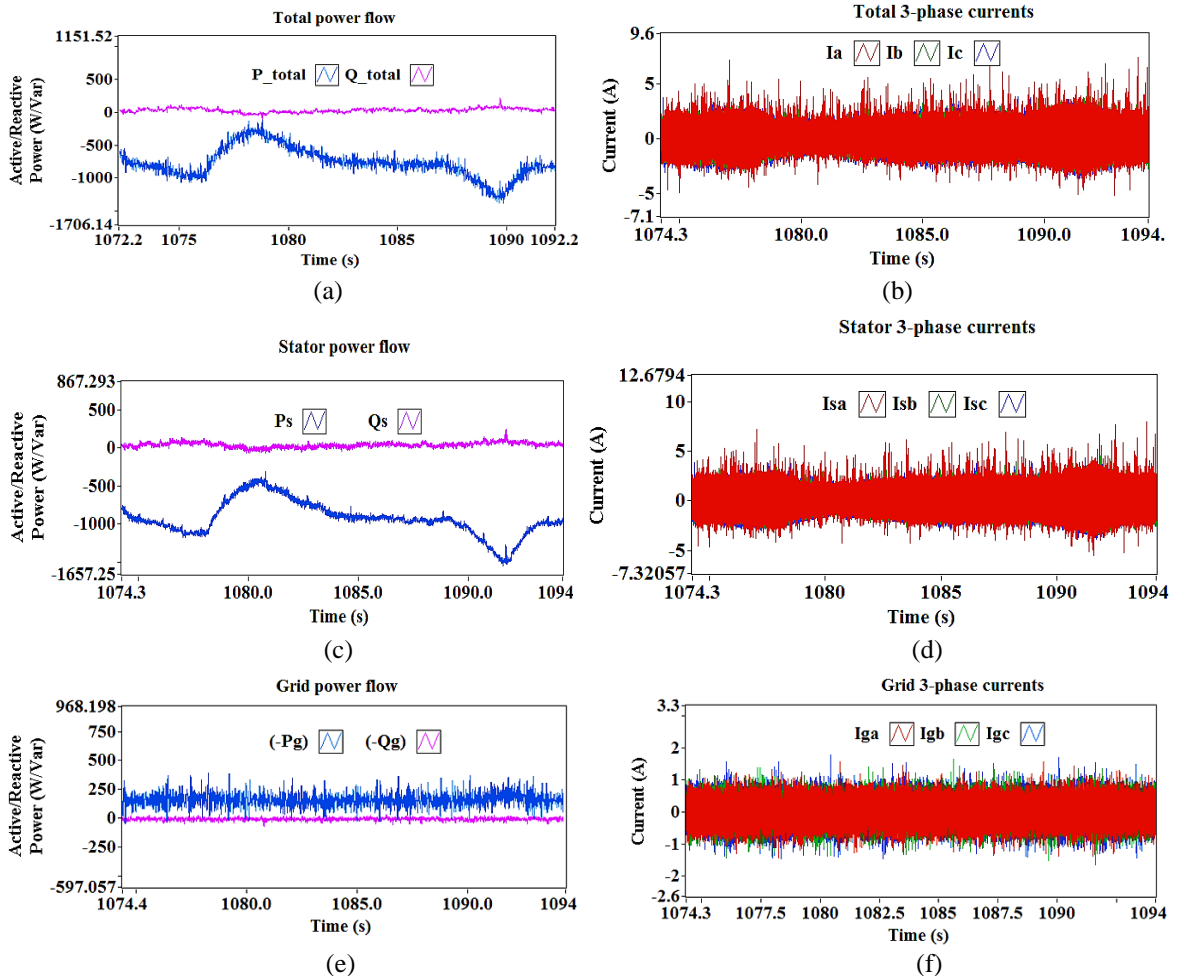 Total power flow
1151.52
500
0
-500
-1000
-1706.14
Active/Reactive
Power (W/Var)
P_total Q_total
1072.2 1075 1080 1085 1090 1092.2
Time (s)
(a)
Total 3-phase currents
9.6
5
0
-5
-7.1
Current (A)
Ia Ib Ic
1074.3 1080.0 1085.0 1090.0 1094.
Time (s)
(b)
Stator power flow
867.293
500
0
-500
-1000
-1657.25
Active/Reactive
Power (W/Var)
Ps Qs
1074.3 1080.0 1085.0 1090.0 1094
Time (s)
(c)
Stator 3-phase currents
12.6794
10
5
0
-5
-7.32057
Current (A)
Isa Isb Isc
1074.3 1080 1085 1090 1094
Time (s)
(d)
Grid power flow
968.198
750
500
250
0
-250
-597.057
Active/Reactive
Power (W/Var)
(-Pg) (-Qg)
1074.4 1080.0 1085.0 1090.0 1094
Time (s)
(e)
Grid 3-phase currents
3.3
2
1
0
-1
-2
-2.6
Current (A)
Iga Igb Igc
1074.3 1077.5 1080 1082.5 1085 1087.5 1090 1094
Time (s)
(f)